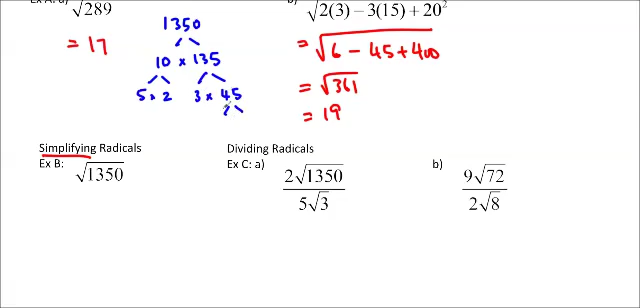 Ex A: a) √289
= 17
1350
10 × 135
5 × 2 3 × 45
b) √2(3) − 3(15) + 20²
= √6 − 45 + 400
= √361
= 19
Simplifying Radicals
Ex B: √1350
Dividing Radicals
Ex C: a) 2√1350 / 5√3
b) 9√72 / 2√8